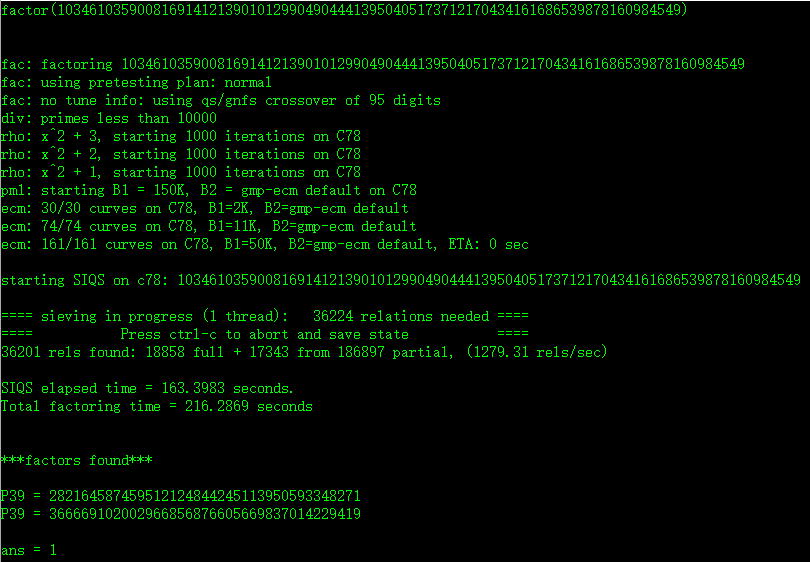 factor(103461035900816914121390101299049044413950405173712170434161686539878160984549)
fac: factoring 103461035900816914121390101299049044413950405173712170434161686539878160984549
fac: using pretesting plan: normal
fac: no tune info: using qs/gnfs crossover of 95 digits
div: primes less than 10000
rho: x^2 + 3, starting 1000 iterations on C78
rho: x^2 + 2, starting 1000 iterations on C78
rho: x^2 + 1, starting 1000 iterations on C78
pm1: starting B1 = 150K, B2 = gmp-ecm default on C78
ecm: 30/30 curves on C78, B1=2K, B2=gmp-ecm default
ecm: 74/74 curves on C78, B1=11K, B2=gmp-ecm default
ecm: 161/161 curves on C78, B1=50K, B2=gmp-ecm default, ETA: 0 sec
starting SIQS on c78: 103461035900816914121390101299049044413950405173712170434161686539878160984549
==== sieving in progress (1 thread):   36224 relations needed ====
====           Press ctrl-c to abort and save state           ====
36201 rels found: 18858 full + 17343 from 186897 partial, (1279.31 rels/sec)
SIQS elapsed time = 163.3983 seconds.
Total factoring time = 216.2869 seconds
***factors found***
P39 = 282164587459512124844245113950593348271
P39 = 366669102002966856876605669837014229419
ans = 1